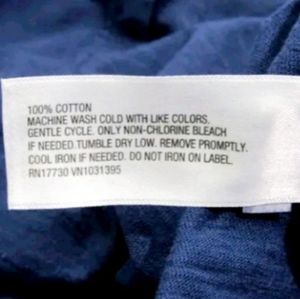 100% COTTON
MACHINE WASH COLD WITH LIKE COLORS.
GENTLE CYCLE. ONLY NON-CHLORINE BLEACH
IF NEEDED. TUMBLE DRY LOW. REMOVE PROMPTLY.
COOL IRON IF NEEDED. DO NOT IRON ON LABEL.
RN17730 VN1031395